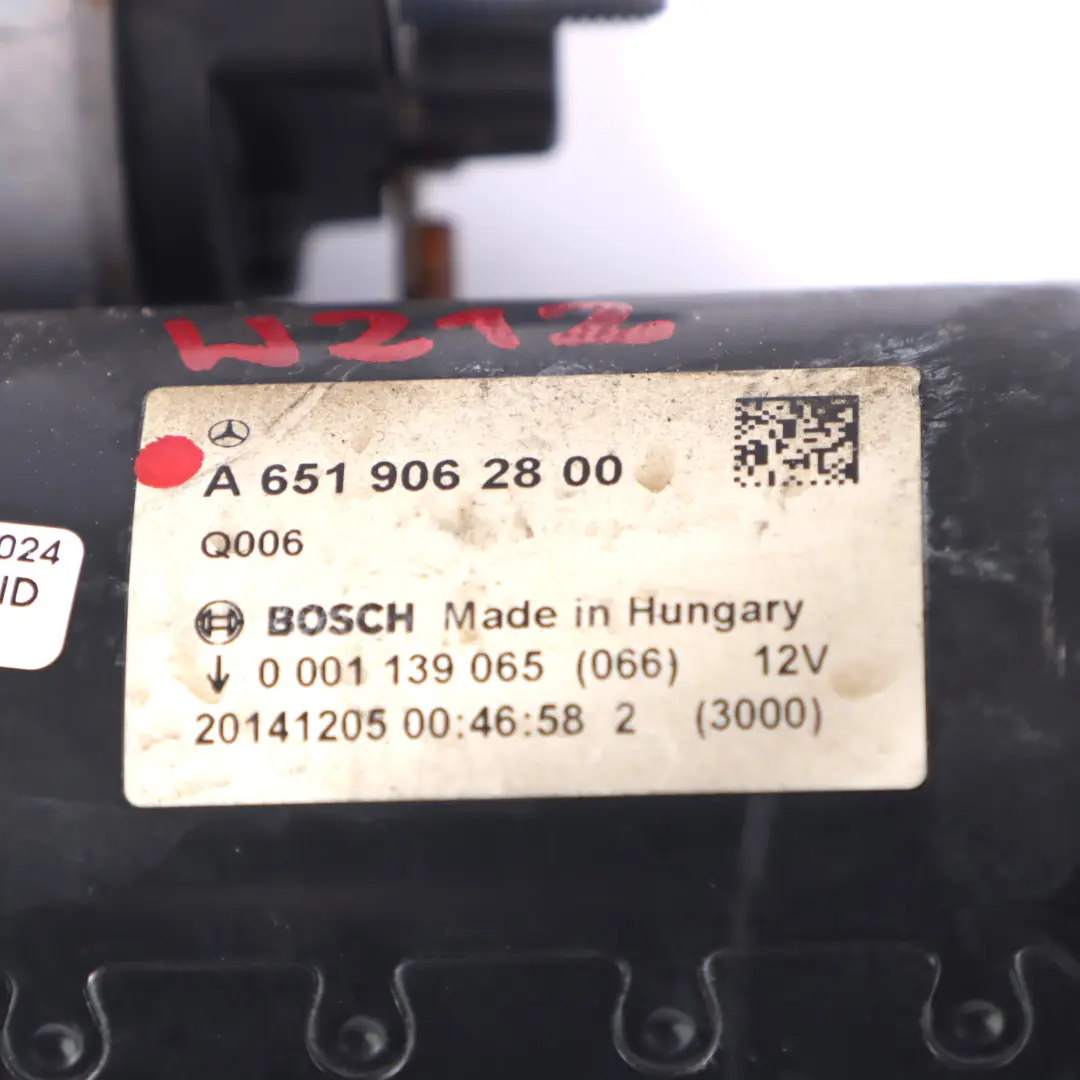 W212
A 651 906 28 00
Q006
BOSCH Made in Hungary
↓ 0 001 139 065 (066) 12V
20141205 00:46:58 2 (3000)
024
ID